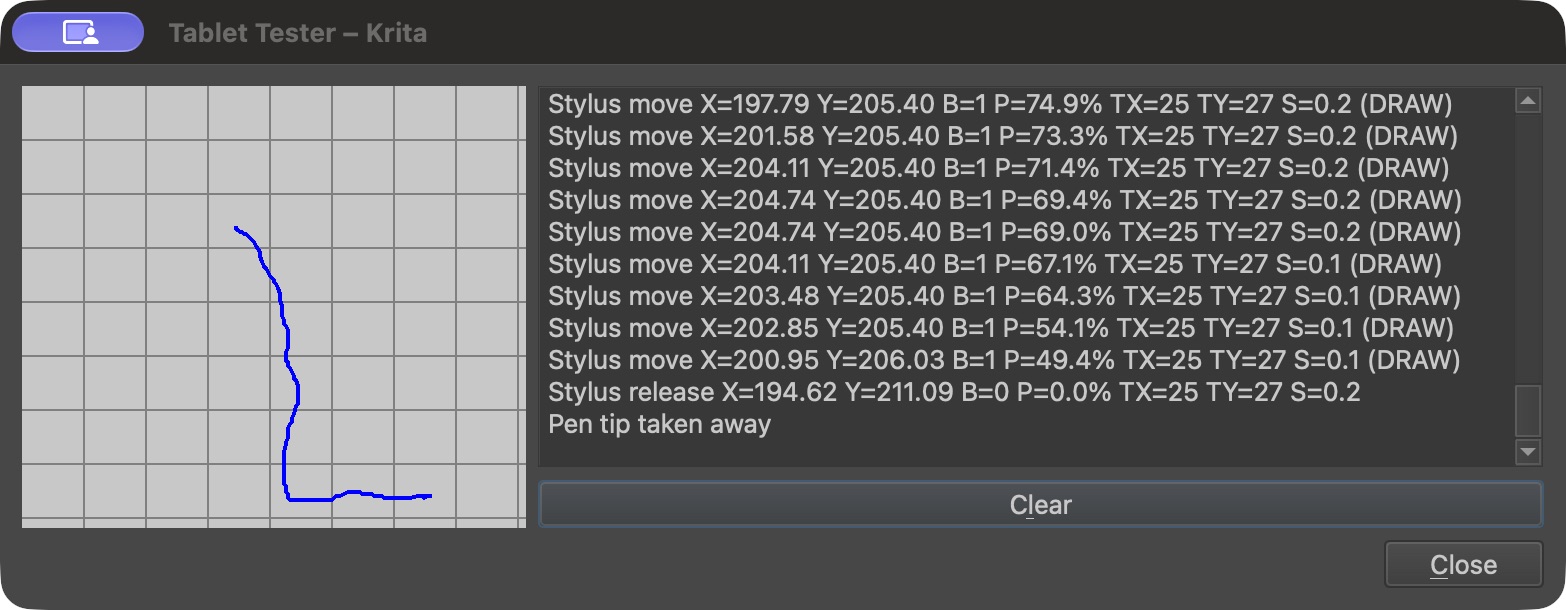 Tablet Tester – Krita
Stylus move X=197.79 Y=205.40 B=1 P=74.9% TX=25 TY=27 S=0.2 (DRAW)
Stylus move X=201.58 Y=205.40 B=1 P=73.3% TX=25 TY=27 S=0.2 (DRAW)
Stylus move X=204.11 Y=205.40 B=1 P=71.4% TX=25 TY=27 S=0.2 (DRAW)
Stylus move X=204.74 Y=205.40 B=1 P=69.4% TX=25 TY=27 S=0.2 (DRAW)
Stylus move X=204.74 Y=205.40 B=1 P=69.0% TX=25 TY=27 S=0.2 (DRAW)
Stylus move X=204.11 Y=205.40 B=1 P=67.1% TX=25 TY=27 S=0.1 (DRAW)
Stylus move X=203.48 Y=205.40 B=1 P=64.3% TX=25 TY=27 S=0.1 (DRAW)
Stylus move X=202.85 Y=205.40 B=1 P=54.1% TX=25 TY=27 S=0.1 (DRAW)
Stylus move X=200.95 Y=206.03 B=1 P=49.4% TX=25 TY=27 S=0.1 (DRAW)
Stylus release X=194.62 Y=211.09 B=0 P=0.0% TX=25 TY=27 S=0.2
Pen tip taken away
Clear
Close